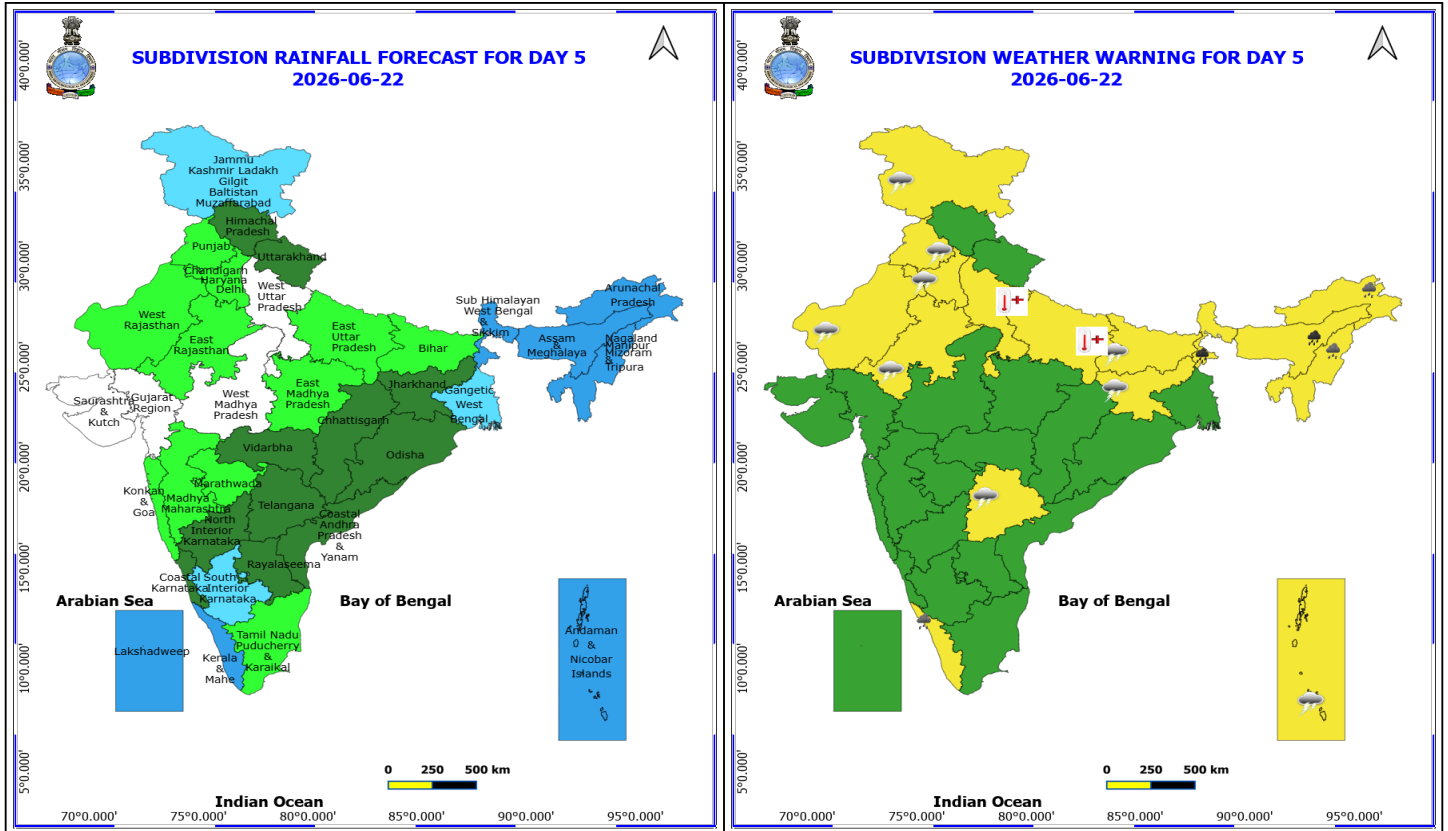 SUBDIVISION RAINFALL FORECAST FOR DAY 5
2026-06-22
40°0.000'
35°0.000'
30°0.000'
25°0.000'
20°0.000'
15°0.000'
10°0.000'
5°0.000'
Jammu
Kashmir Ladakh
Gilgit
Baltistan
Muzaffarabad
Himachal
Pradesh
Punjab
Uttarakhand
Chandigarh
Haryana
Delhi
West
Uttar
Pradesh
West
Rajasthan
East
Rajasthan
East
Uttar
Pradesh
Bihar
Sub Himalayan
West Bengal
&
Sikkim
Arunachal
Pradesh
Assam
&
Meghalaya
Nagaland
Manipur
Mizoram
&
Tripura
Saurashtra
&
Kutch
Gujarat
Region
West
Madhya
Pradesh
East
Madhya
Pradesh
Jharkhand
Gangetic
West
Bengal
Chhattisgarh
Odisha
Vidarbha
Konkan
&
Goa
Madhya
Maharashtra
Marathwada
Telangana
North
Interior
Karnataka
Coastal
Andhra
Pradesh
&
Yanam
Rayalaseema
Coastal
Karnataka
South
Interior
Karnataka
Arabian Sea
Bay of Bengal
Lakshadweep
Kerala
&
Mahe
Tamil Nadu
Puducherry
&
Karaikal
Andaman
&
Nicobar
Islands
0 250 500 km
Indian Ocean
70°0.000' 75°0.000' 80°0.000' 85°0.000' 90°0.000' 95°0.000'
SUBDIVISION WEATHER WARNING FOR DAY 5
2026-06-22
40°0.000'
35°0.000'
30°0.000'
25°0.000'
20°0.000'
15°0.000'
10°0.000'
5°0.000'
Arabian Sea
Bay of Bengal
0 250 500 km
Indian Ocean
70°0.000' 75°0.000' 80°0.000' 85°0.000' 90°0.000' 95°0.000'